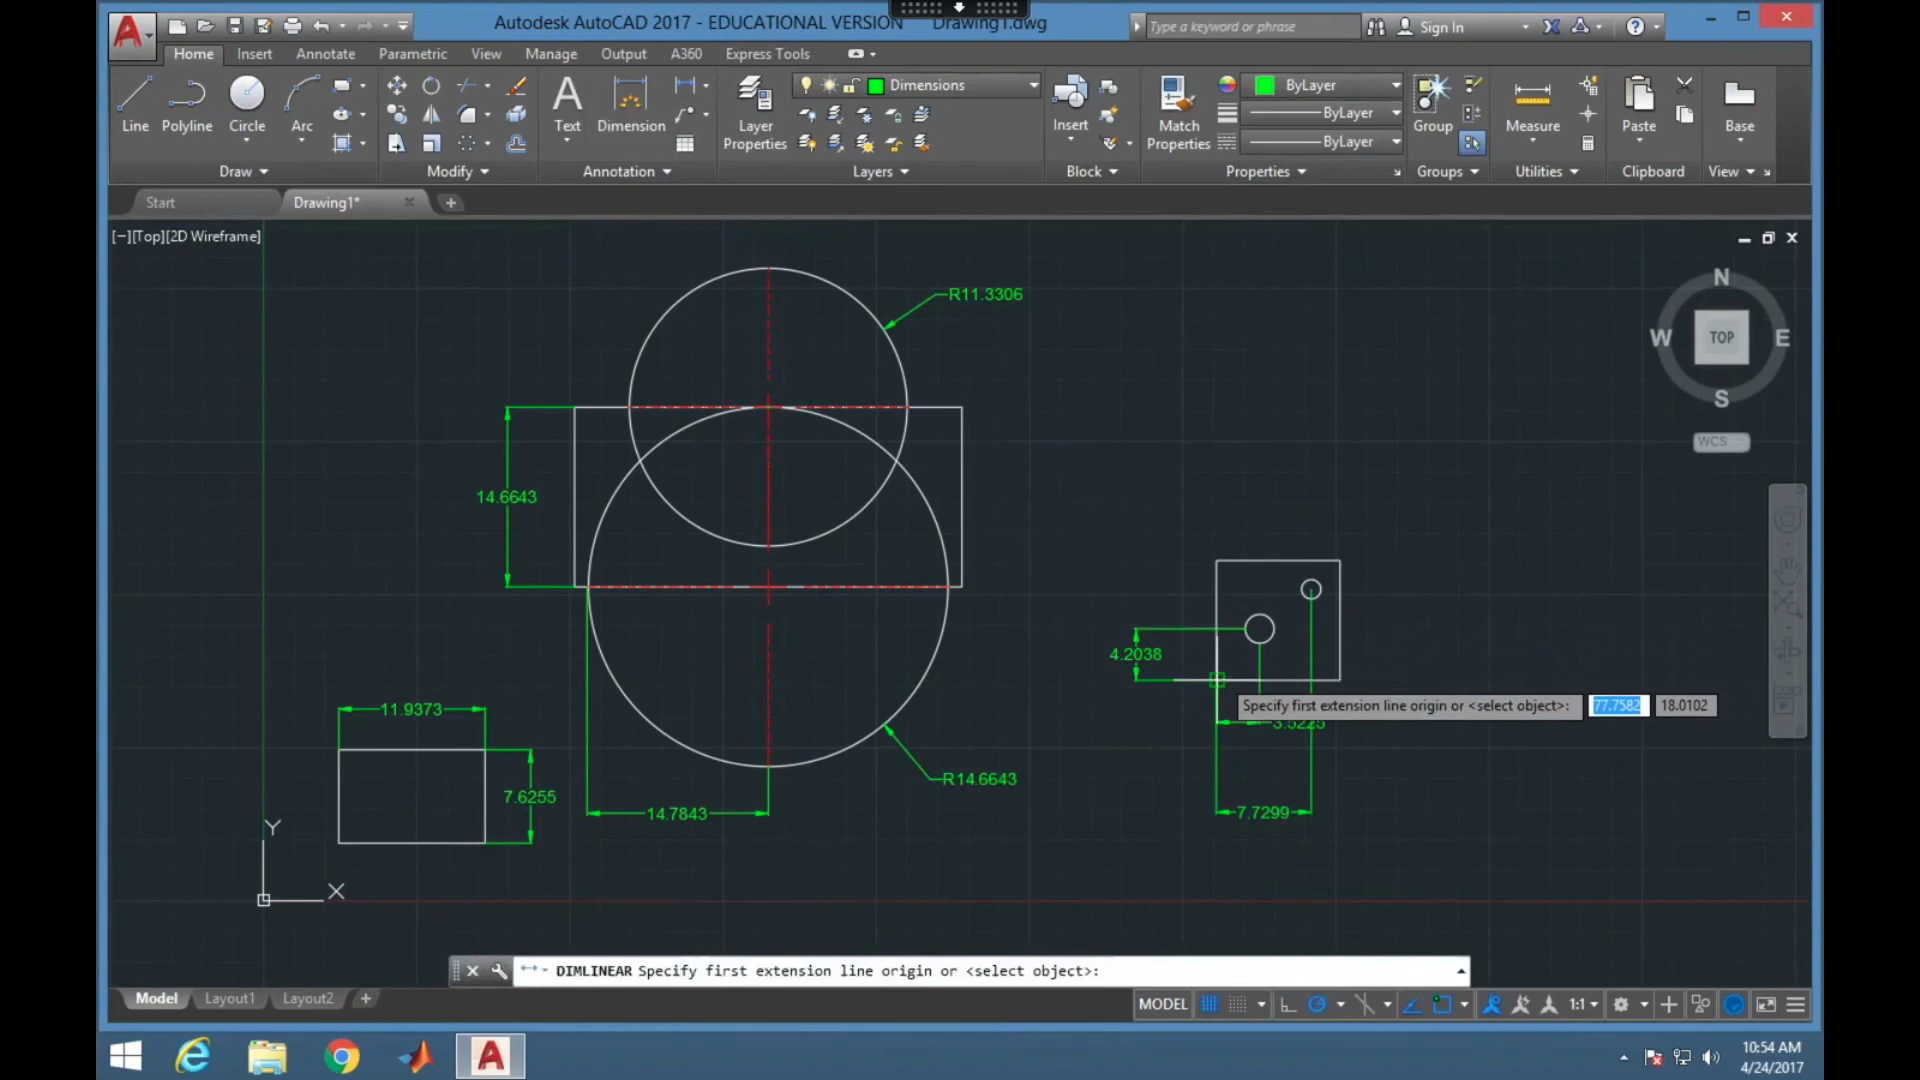 Autodesk AutoCAD 2017 - EDUCATIONAL VERSION Drawing1.dwg
Type a keyword or phrase
Sign In
Home Insert Annotate Parametric View Manage Output A360 Express Tools
Line Polyline Circle Arc
Text Dimension
Layer Properties
Dimensions
Insert
Match Properties
ByLayer
ByLayer
ByLayer
Group
Measure
Paste
Base
Draw Modify Annotation Layers Block Properties Groups Utilities Clipboard View
Start Drawing1*
[−][Top][2D Wireframe]
N
W TOP E
S
WCS
R11.3306
14.6643
4.2038
Specify first extension line origin or <select object>: 77.7582 18.0102
3.5225
11.9373
7.6255
R14.6643
14.7843
7.7299
Y
X
DIMLINEAR Specify first extension line origin or <select object>:
Model Layout1 Layout2
MODEL 1:1
10:54 AM
4/24/2017